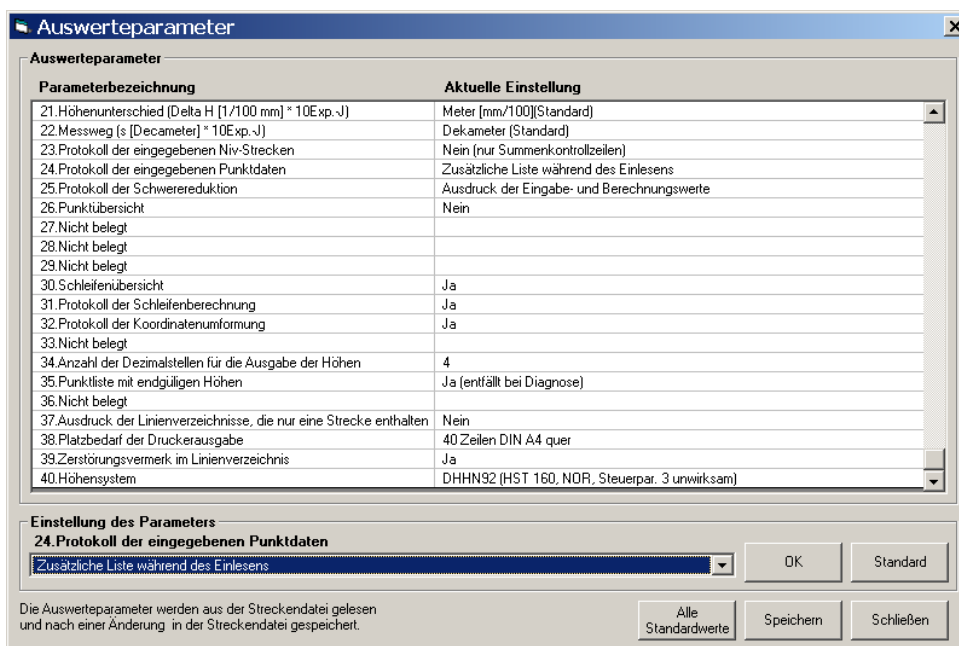 Auswerteparameter
Auswerteparameter
Parameterbezeichnung Aktuelle Einstellung
21.Höhenunterschied (Delta H [1/100 mm] * 10Exp.-J) Meter [mm/100](Standard)
22.Messweg (s [Decameter] * 10Exp.-J) Dekameter (Standard)
23.Protokoll der eingegebenen Niv-Strecken Nein (nur Summenkontrollzeilen)
24.Protokoll der eingegebenen Punktdaten Zusätzliche Liste während des Einlesens
25.Protokoll der Schwerereduktion Ausdruck der Eingabe- und Berechnungswerte
26.Punktübersicht Nein
27.Nicht belegt
28.Nicht belegt
29.Nicht belegt
30.Schleifenübersicht Ja
31.Protokoll der Schleifenberechnung Ja
32.Protokoll der Koordinatenumformung Ja
33.Nicht belegt
34.Anzahl der Dezimalstellen für die Ausgabe der Höhen 4
35.Punktliste mit endgüligen Höhen Ja (entfällt bei Diagnose)
36.Nicht belegt
37.Ausdruck der Linienverzeichnisse, die nur eine Strecke enthalten Nein
38.Platzbedarf der Druckerausgabe 40 Zeilen DIN A4 quer
39.Zerstörungsvermerk im Linienverzeichnis Ja
40.Höhensystem DHHN92 (HST 160, NOR, Steuerpar. 3 unwirksam)
Einstellung des Parameters
24.Protokoll der eingegebenen Punktdaten
Zusätzliche Liste während des Einlesens
OK
Standard
Die Auswerteparameter werden aus der Streckendatei gelesen
und nach einer Änderung in der Streckendatei gespeichert.
Alle
Standardwerte
Speichern
Schließen